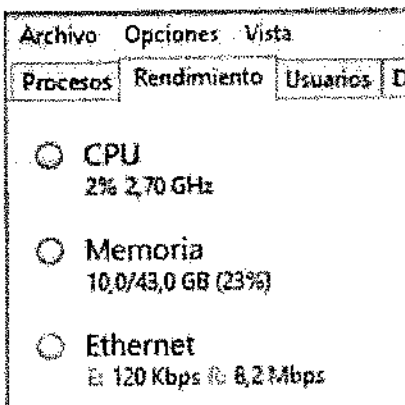 Archivo Opciones Vista
Procesos Rendimiento Usuarios D
CPU
2% 2,70 GHz
Memoria
10,0/43,0 GB (23%)
Ethernet
E: 120 Kbps R: 8,2 Mbps